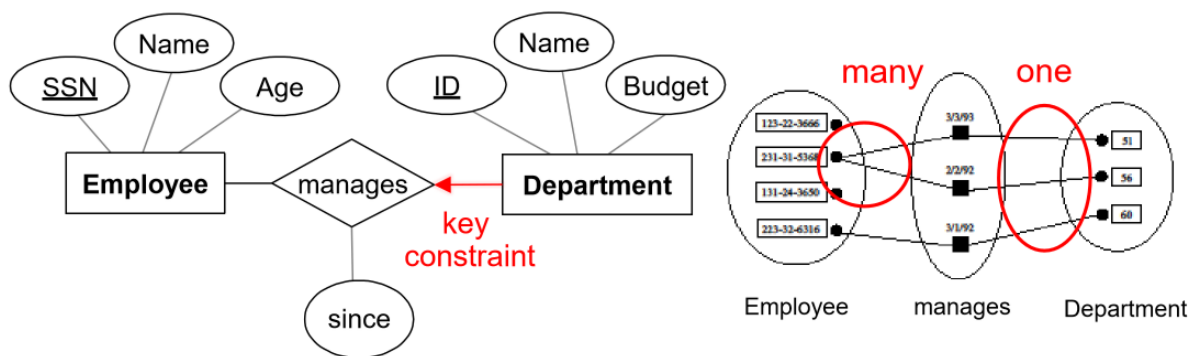 Name
SSN
Age
Employee
manages
since
key
constraint
Name
ID
Budget
Department
many
one
123-22-3666
231-31-5368
131-24-3650
223-32-6316
3/3/93
2/2/92
3/1/92
51
56
60
Employee
manages
Department